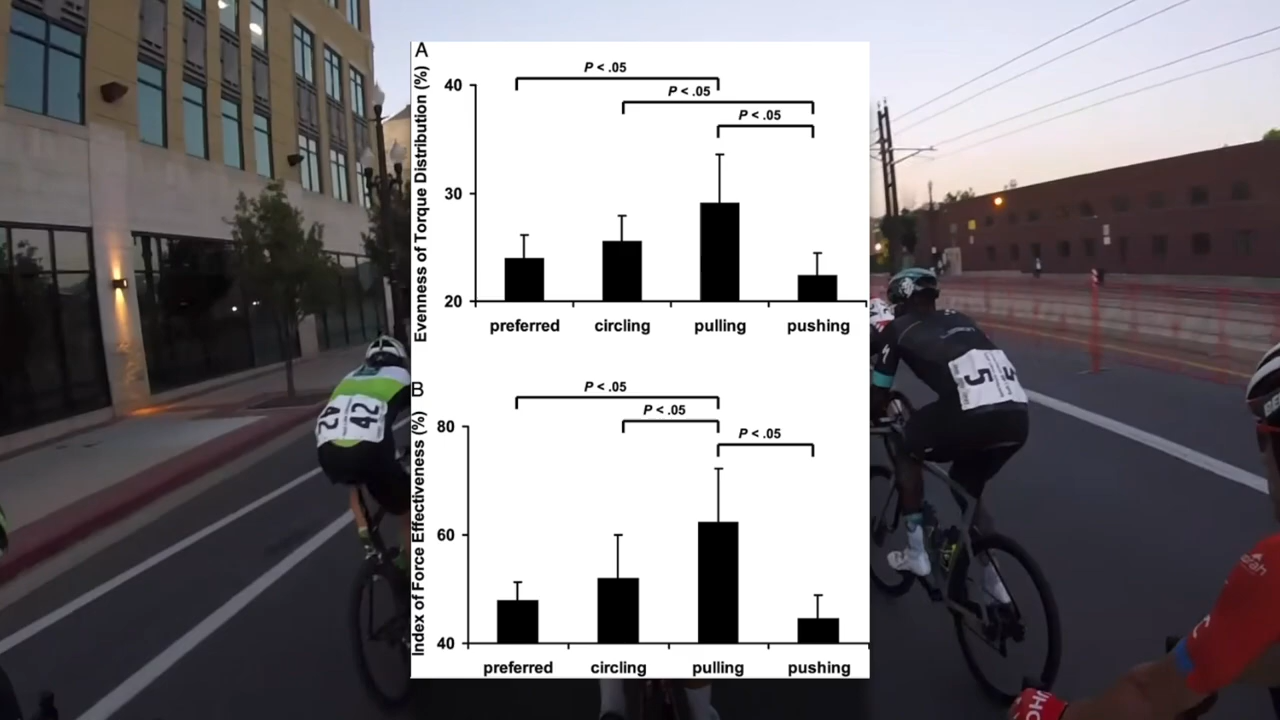 A
Evenness of Torque Distribution (%)
40
30
20
P < .05
P < .05
P < .05
preferred
circling
pulling
pushing
B
Index of Force Effectiveness (%)
80
60
40
P < .05
P < .05
P < .05
preferred
circling
pulling
pushing
42
5